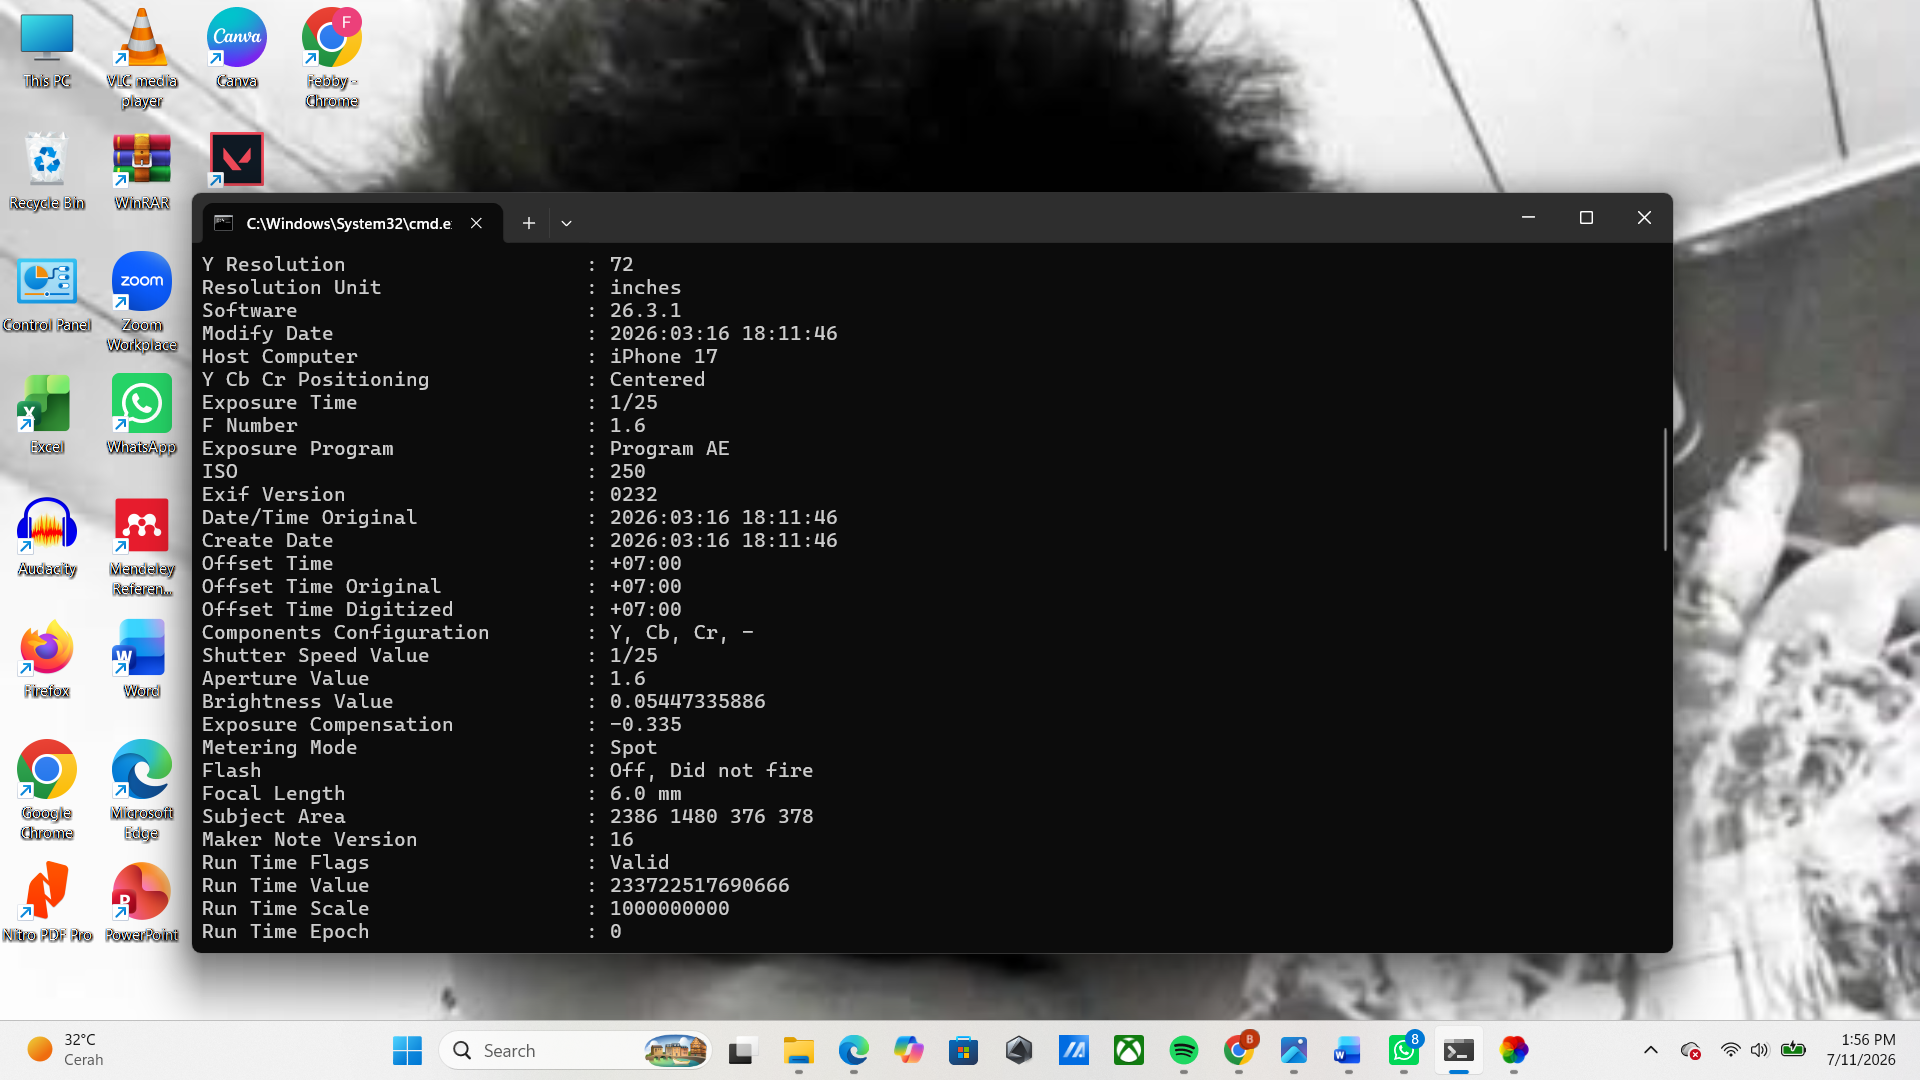 This PC
VLC media
player
Canva
Canva
F
Febby -
Chrome
Recycle Bin
WinRAR
Control Panel
zoom
Zoom
Workplace
X
Excel
WhatsApp
Audacity
Mendeley
Referen...
Firefox
W
Word
Google
Chrome
Microsoft
Edge
Nitro PDF Pro
P
PowerPoint
C:\Windows\System32\cmd.e
Y Resolution : 72
Resolution Unit : inches
Software : 26.3.1
Modify Date : 2026:03:16 18:11:46
Host Computer : iPhone 17
Y Cb Cr Positioning : Centered
Exposure Time : 1/25
F Number : 1.6
Exposure Program : Program AE
ISO : 250
Exif Version : 0232
Date/Time Original : 2026:03:16 18:11:46
Create Date : 2026:03:16 18:11:46
Offset Time : +07:00
Offset Time Original : +07:00
Offset Time Digitized : +07:00
Components Configuration : Y, Cb, Cr, -
Shutter Speed Value : 1/25
Aperture Value : 1.6
Brightness Value : 0.05447335886
Exposure Compensation : -0.335
Metering Mode : Spot
Flash : Off, Did not fire
Focal Length : 6.0 mm
Subject Area : 2386 1480 376 378
Maker Note Version : 16
Run Time Flags : Valid
Run Time Value : 233722517690666
Run Time Scale : 1000000000
Run Time Epoch : 0
32°C
Cerah
Search
B
W
8
1:56 PM
7/11/2026